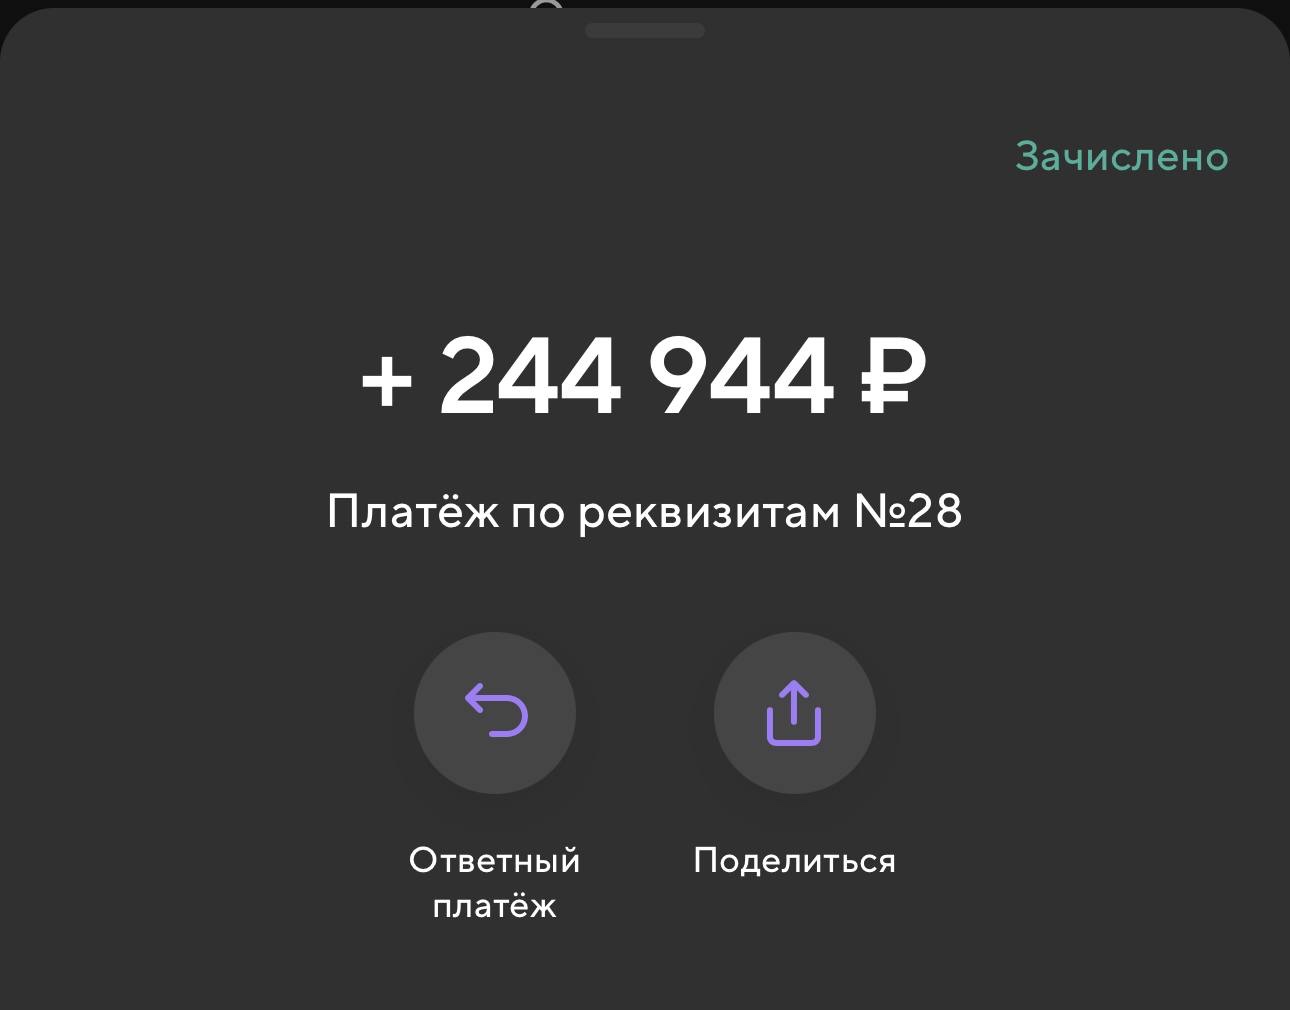 Зачислено
+ 244 944 ₽
Платёж по реквизитам №28
Ответный
платёж
Поделиться